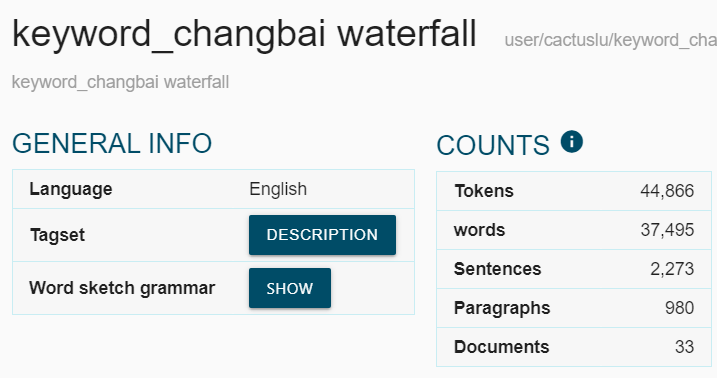 keyword_changbai waterfall user/cactuslu/keyword_cha
keyword_changbai waterfall
GENERAL INFO
Language English
Tagset DESCRIPTION
Word sketch grammar SHOW
COUNTS i
Tokens 44,866
words 37,495
Sentences 2,273
Paragraphs 980
Documents 33